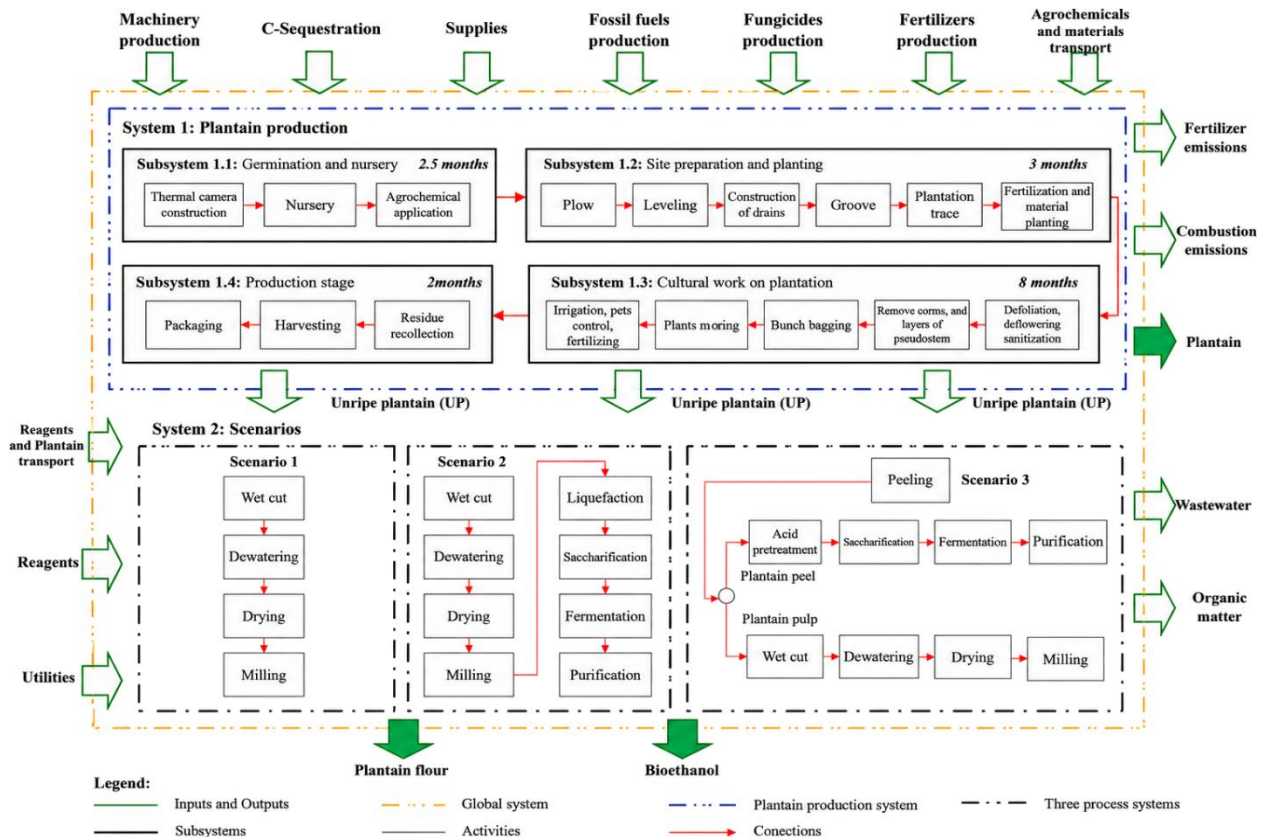 Machinery
production
C-Sequestration
Supplies
Fossil fuels
production
Fungicides
production
Fertilizers
production
Agrochemicals
and materials
transport
System 1: Plantain production
Subsystem 1.1: Germination and nursery 2.5 months
Thermal camera
construction
Nursery
Agrochemical
application
Subsystem 1.2: Site preparation and planting 3 months
Plow
Leveling
Construction
of drains
Groove
Plantation
trace
Fertilization and
material
planting
Subsystem 1.4: Production stage 2months
Packaging
Harvesting
Residue
recollection
Subsystem 1.3: Cultural work on plantation 8 months
Irrigation, pets
control,
fertilizing
Plants moring
Bunch bagging
Remove corms, and
layers of
pseudostem
Defoliation,
deflowering
sanitization
Fertilizer
emissions
Combustion
emissions
Plantain
Unripe plantain (UP)
Unripe plantain (UP)
Unripe plantain (UP)
Reagents
and Plantain
transport
Reagents
Utilities
System 2: Scenarios
Scenario 1
Wet cut
Dewatering
Drying
Milling
Scenario 2
Wet cut
Dewatering
Drying
Milling
Liquefaction
Saccharification
Fermentation
Purification
Peeling
Scenario 3
Acid
pretreatment
Saccharification
Fermentation
Purification
Plantain peel
Plantain pulp
Wet cut
Dewatering
Drying
Milling
Wastewater
Organic
matter
Plantain flour
Bioethanol
Legend:
Inputs and Outputs
Global system
Plantain production system
Three process systems
Subsystems
Activities
Conections